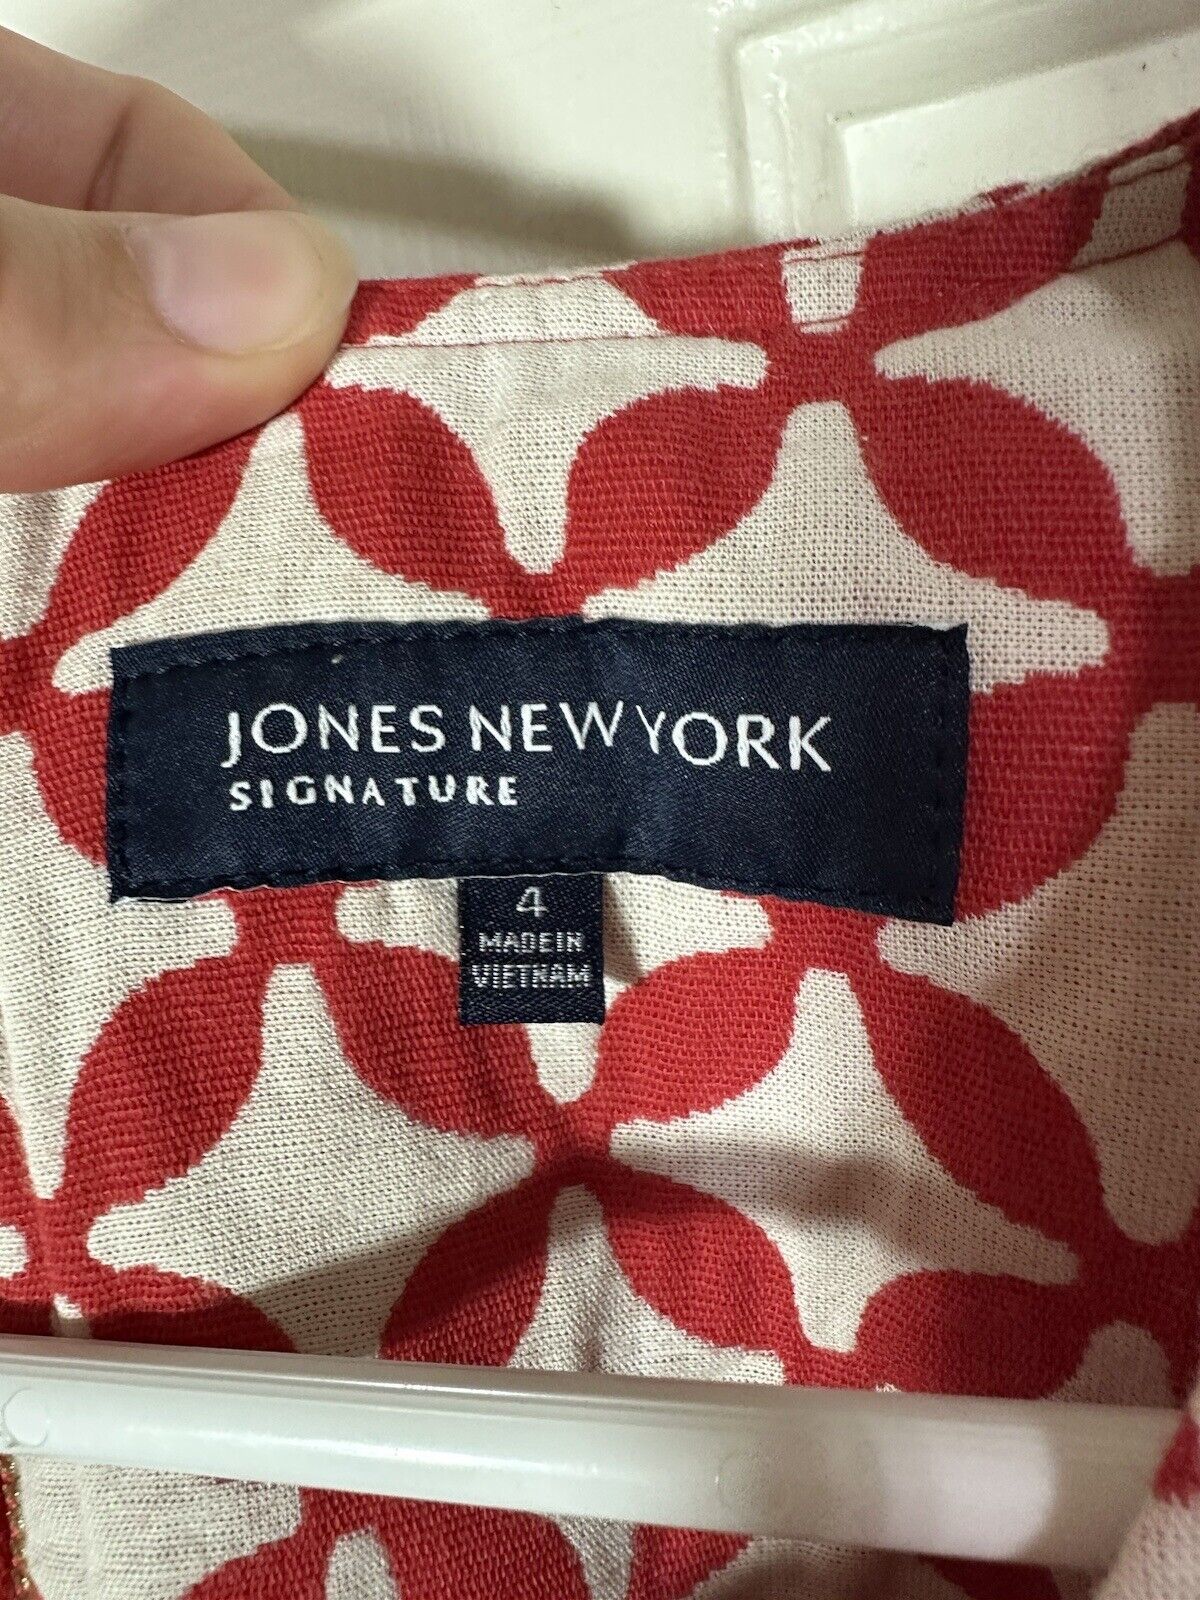 JONES NEW YORK
SIGNATURE
4
MADE IN
VIETNAM